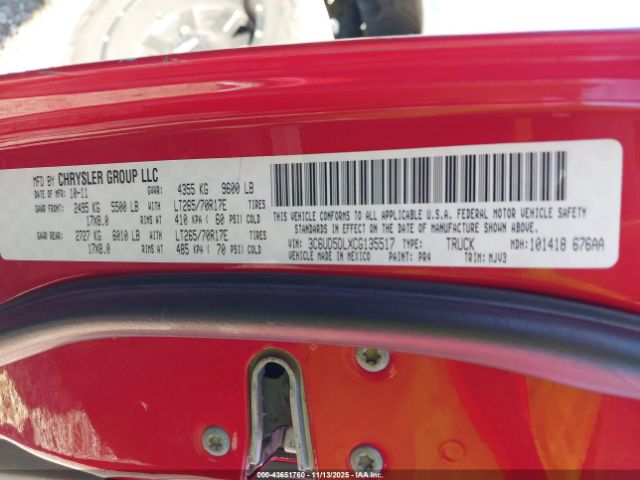 MFD BY CHRYSLER GROUP LLC
DATE OF MFR: 10-11 GVWR: 4355 KG 9600 LB
GAWR FRONT: 2495 KG 5500 LB WITH LT265/70R17E TIRES
17X8.0 RIMS AT 410 KPA ( 60 PSI) COLD
GAWR REAR: 2727 KG 6010 LB WITH LT265/70R17E TIRES
17X8.0 RIMS AT 485 KPA ( 70 PSI) COLD
THIS VEHICLE CONFORMS TO ALL APPLICABLE U.S.A. FEDERAL MOTOR VEHICLE SAFETY
STANDARDS IN EFFECT ON THE DATE OF MANUFACTURE SHOWN ABOVE
VIN: 3C6UD5DLXCG135517 TYPE: TRUCK MDH: 101418 676AA
VEHICLE MADE IN MEXICO PAINT: PR4 TRIM: MJV3
000-43651760 - 11/13/2025 - IAAI.COM